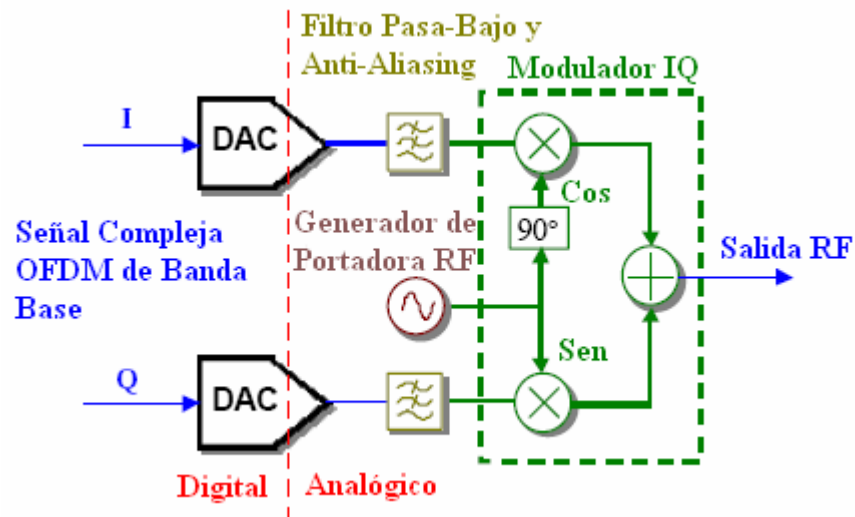 Filtro Pasa-Bajo y
Anti-Aliasing
Modulador IQ
I
DAC
Cos
Señal Compleja
OFDM de Banda
Base
Generador de
Portadora RF
90°
Salida RF
Sen
Q
DAC
Digital
Analógico